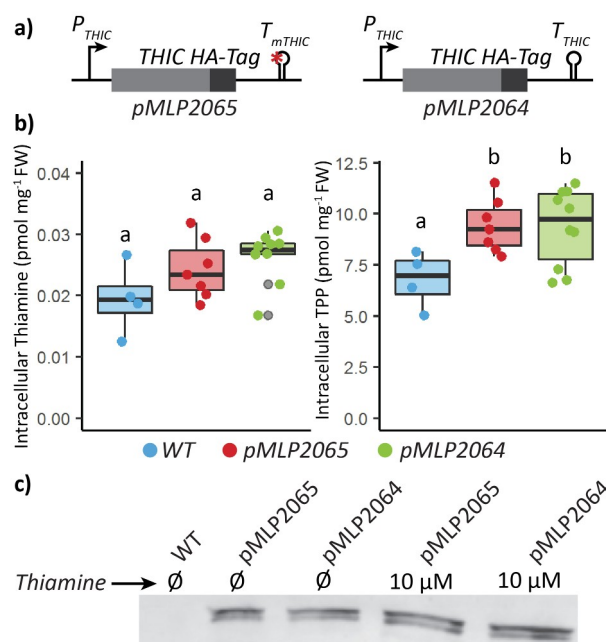 a)
P_THIC T_mTHIC P_THIC T_THIC
THIC HA-Tag THIC HA-Tag
pMLP2065 pMLP2064
b)
Intracellular Thiamine (pmol mg⁻¹ FW)
0.04
0.03
0.02
0.01
0.00
a a a
Intracellular TPP (pmol mg⁻¹ FW)
12.5
10.0
7.5
5.0
2.5
0.0
a b b
WT pMLP2065 pMLP2064
c)
WT pMLP2065 pMLP2064 pMLP2065 pMLP2064
Thiamine Ø Ø Ø 10 µM 10 µM